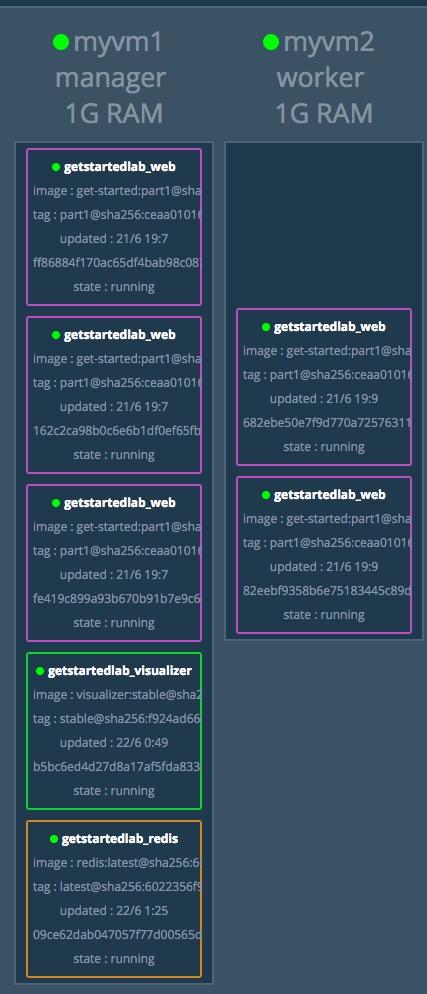 myvm1
manager
1G RAM
getstartedlab_web
image : get-started:part1@sha
tag : part1@sha256:ceaa01016
updated : 21/6 19:7
ff86884f170ac65df4bab98c08
state : running
getstartedlab_web
image : get-started:part1@sha
tag : part1@sha256:ceaa01016
updated : 21/6 19:7
162c2ca98b0c6e6b1df0ef65fb
state : running
getstartedlab_web
image : get-started:part1@sha
tag : part1@sha256:ceaa01016
updated : 21/6 19:7
fe419c899a93b670b91b7e9c6
state : running
getstartedlab_visualizer
image : visualizer:stable@sha2
tag : stable@sha256:f924ad66
updated : 22/6 0:49
b5bc6ed4d27d8a17af5fda833
state : running
getstartedlab_redis
image : redis:latest@sha256:6
tag : latest@sha256:6022356f9
updated : 22/6 1:25
09ce62dab047057f77d00565c
state : running
myvm2
worker
1G RAM
getstartedlab_web
image : get-started:part1@sha
tag : part1@sha256:ceaa01016
updated : 21/6 19:9
682ebe50e7f9d770a72576311
state : running
getstartedlab_web
image : get-started:part1@sha
tag : part1@sha256:ceaa01016
updated : 21/6 19:9
82eebf9358b6e75183445c89d
state : running